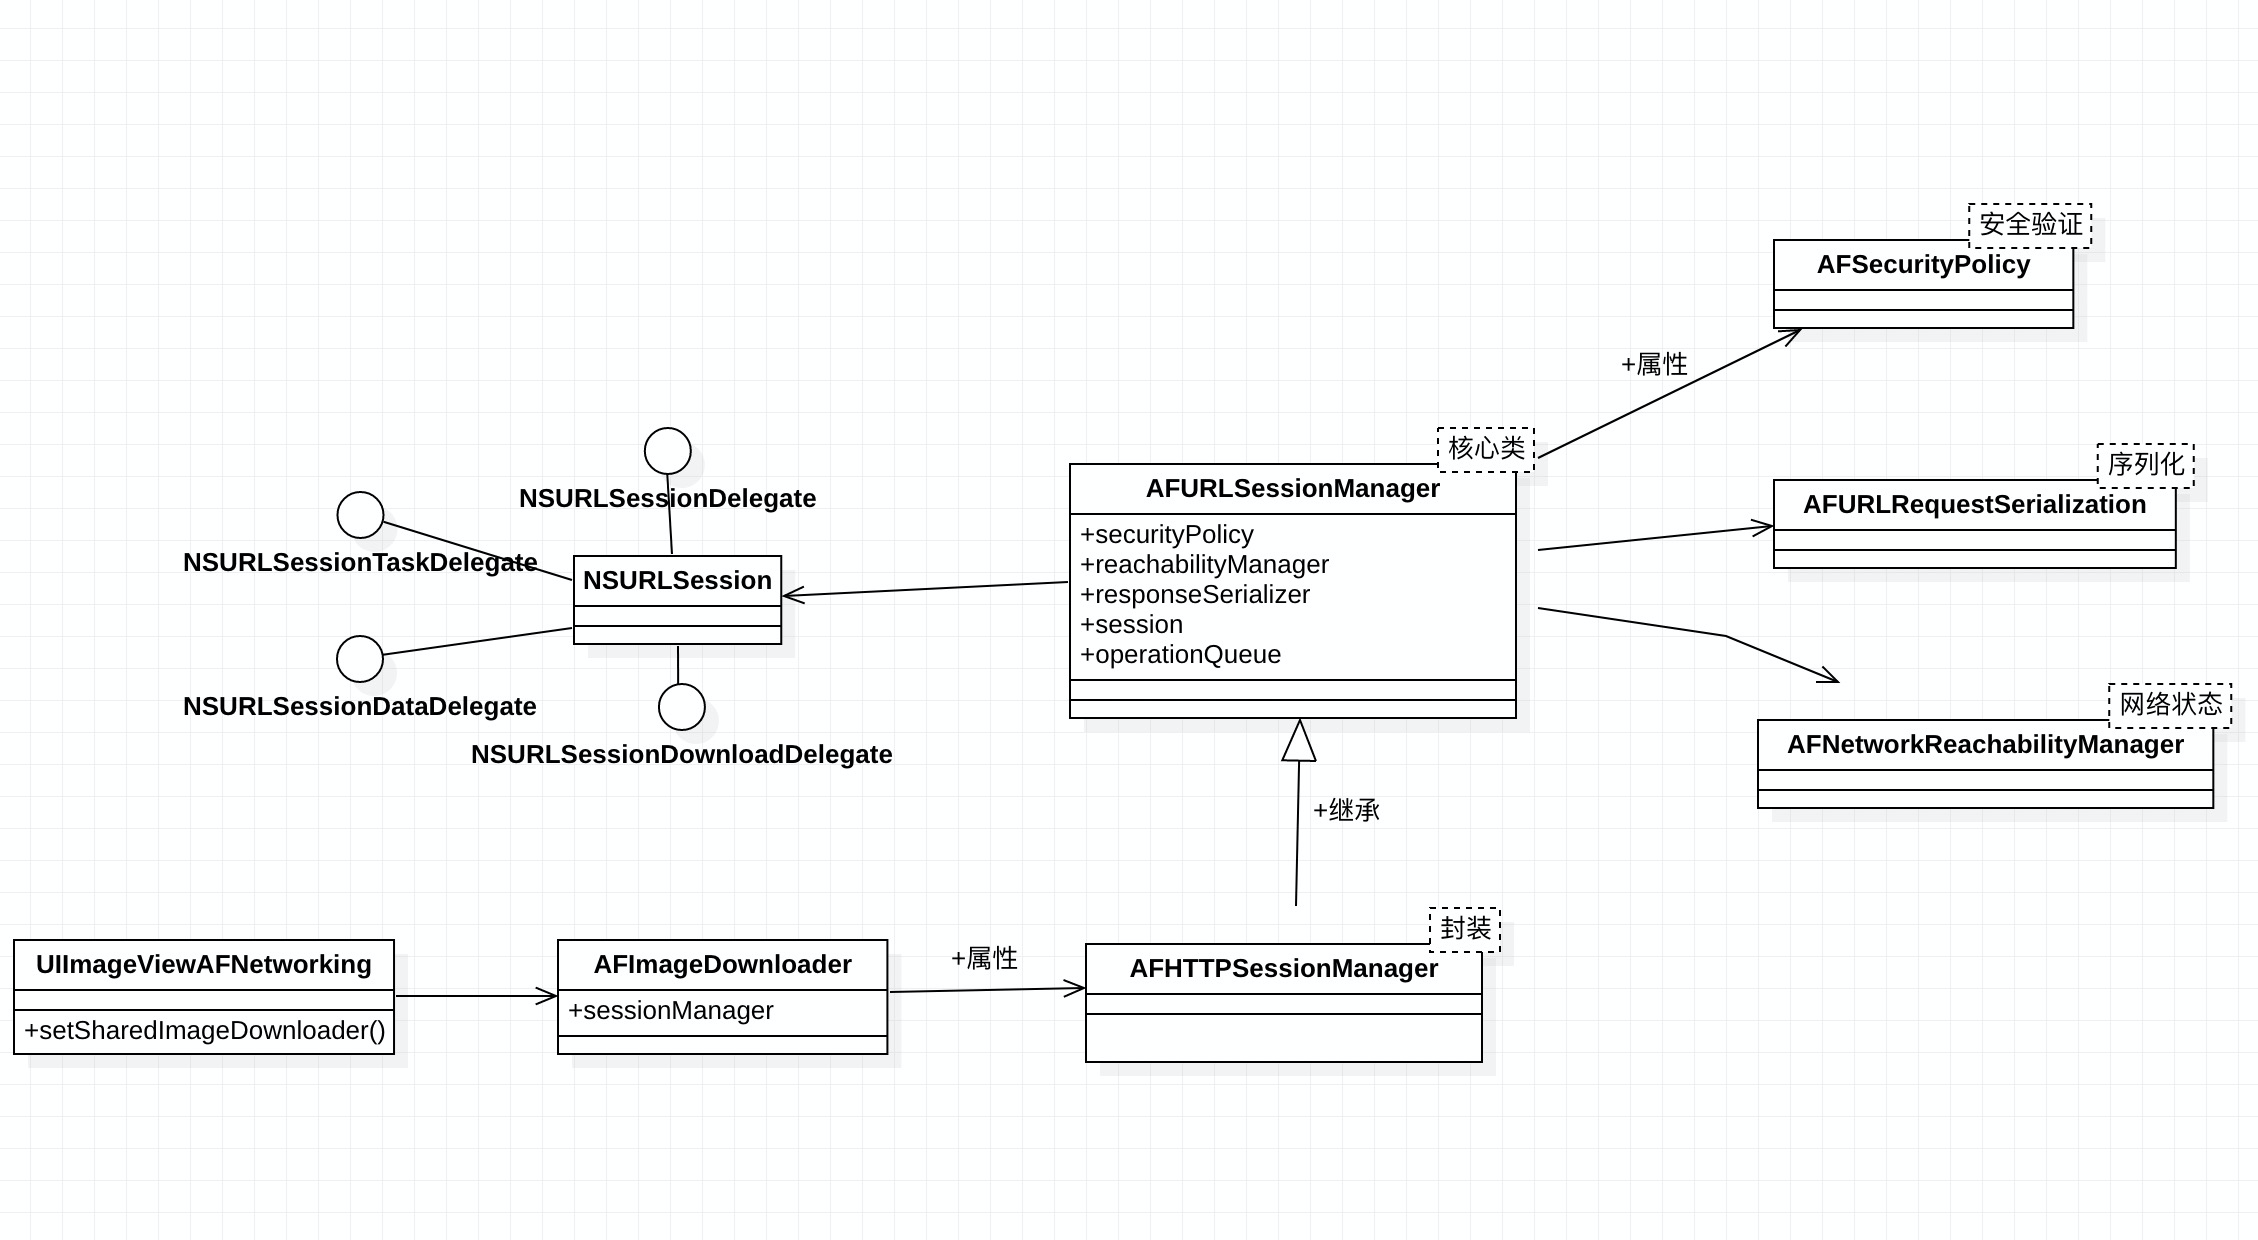 安全验证
AFSecurityPolicy
+属性
核心类
AFURLSessionManager
+securityPolicy
+reachabilityManager
+responseSerializer
+session
+operationQueue
序列化
AFURLRequestSerialization
网络状态
AFNetworkReachabilityManager
NSURLSessionDelegate
NSURLSessionTaskDelegate
NSURLSession
NSURLSessionDataDelegate
NSURLSessionDownloadDelegate
+继承
UIImageViewAFNetworking
+setSharedImageDownloader()
AFImageDownloader
+sessionManager
+属性
封装
AFHTTPSessionManager